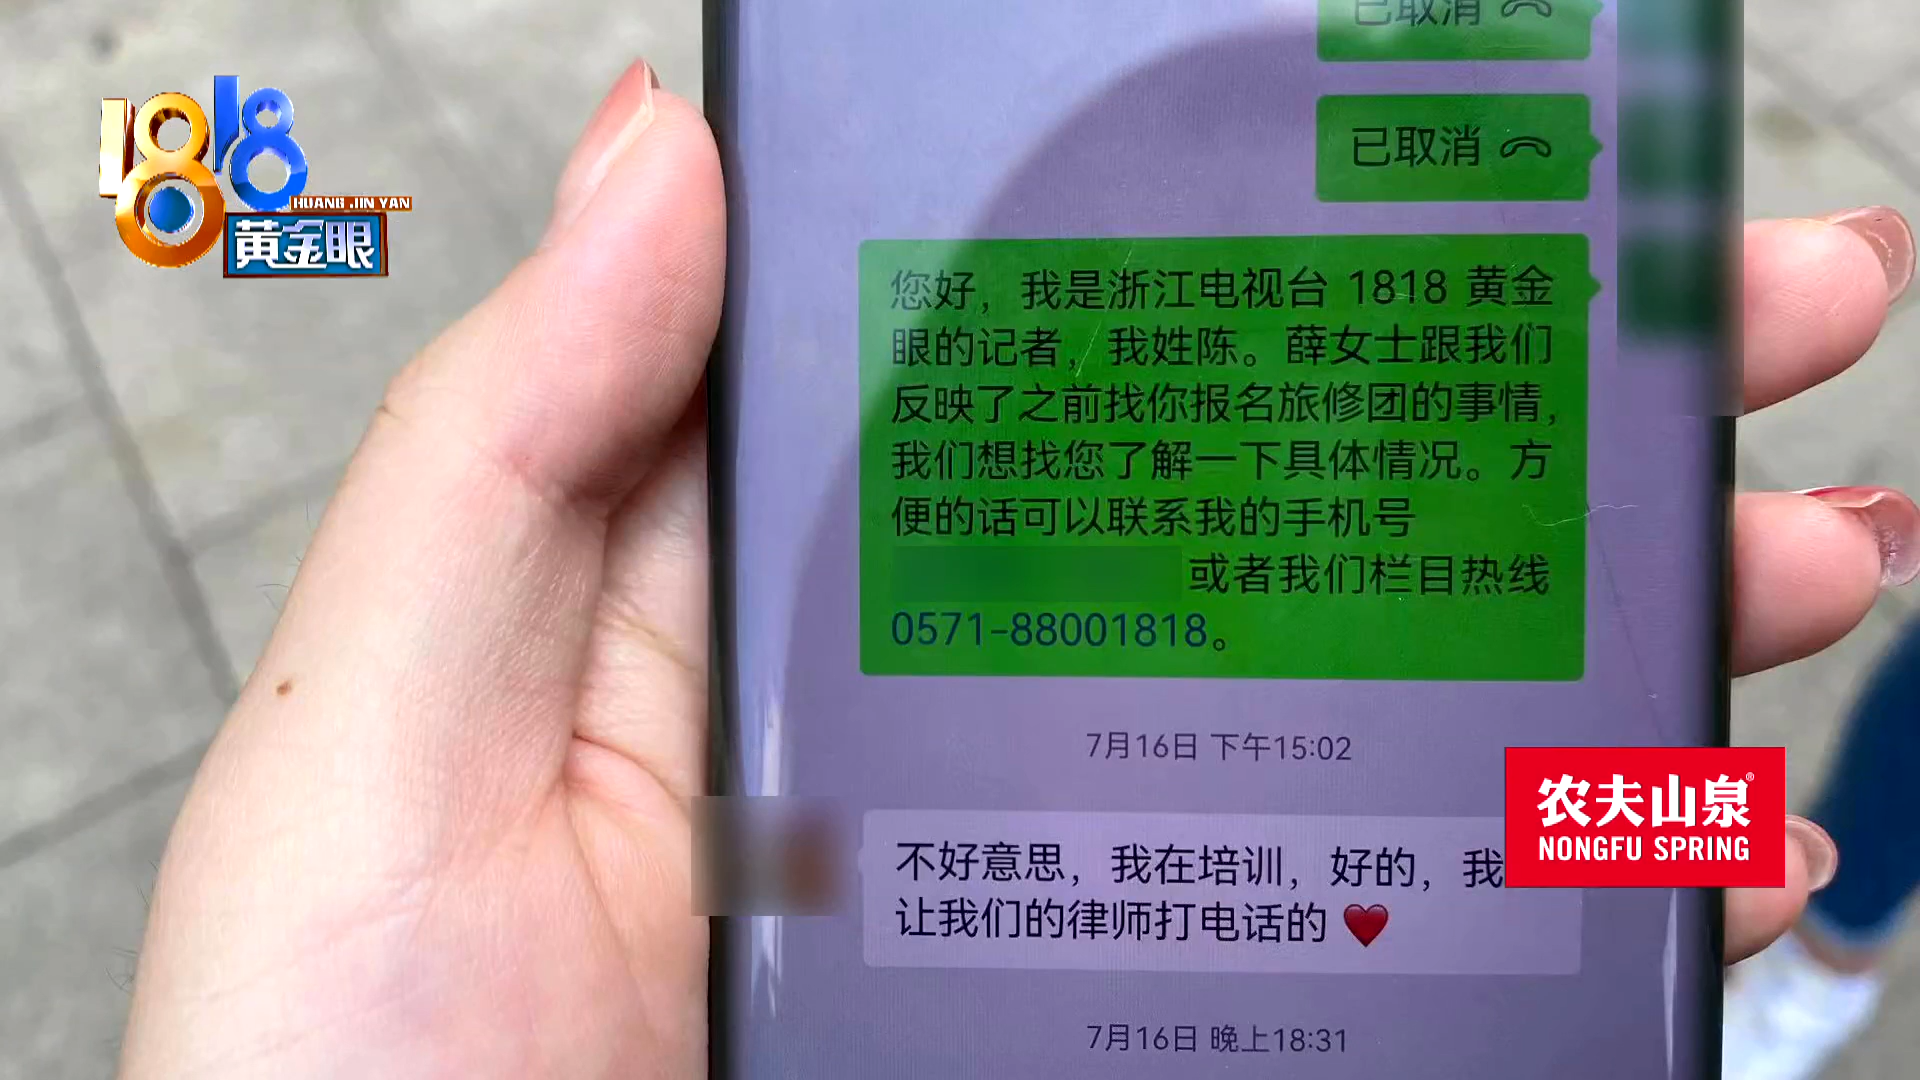 1818
HUANG JIN YAN
黄金眼
已取消
已取消
您好，我是浙江电视台 1818 黄金
眼的记者，我姓陈。薛女士跟我们
反映了之前找你报名旅修团的事情，
我们想找您了解一下具体情况。方
便的话可以联系我的手机号
或者我们栏目热线
0571-88001818。
7月16日 下午15:02
不好意思，我在培训，好的，我
让我们的律师打电话的
农夫山泉®
NONGFU SPRING
7月16日 晚上18:31